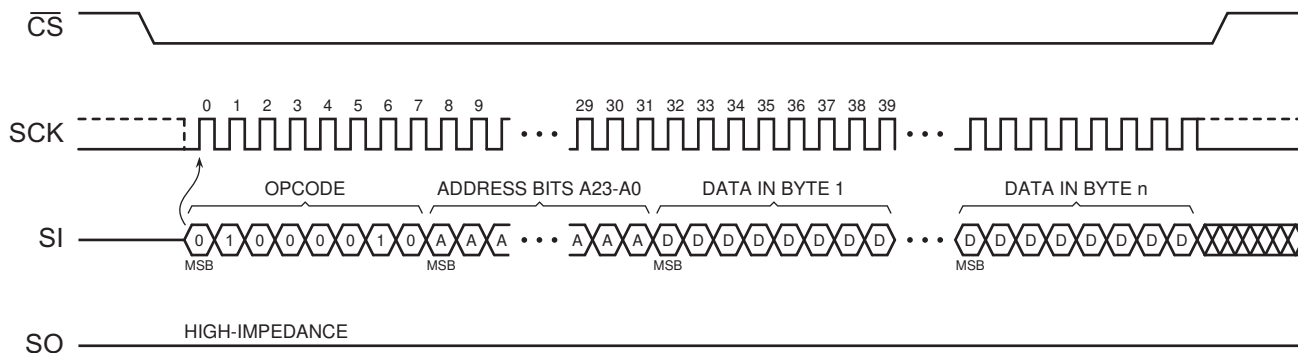 CS
0 1 2 3 4 5 6 7 8 9 29 30 31 32 33 34 35 36 37 38 39
SCK
OPCODE ADDRESS BITS A23-A0 DATA IN BYTE 1 DATA IN BYTE n
SI 0 1 0 0 0 0 1 0 A A A A A A D D D D D D D D D D D D D D D D
MSB MSB MSB MSB
HIGH-IMPEDANCE
SO